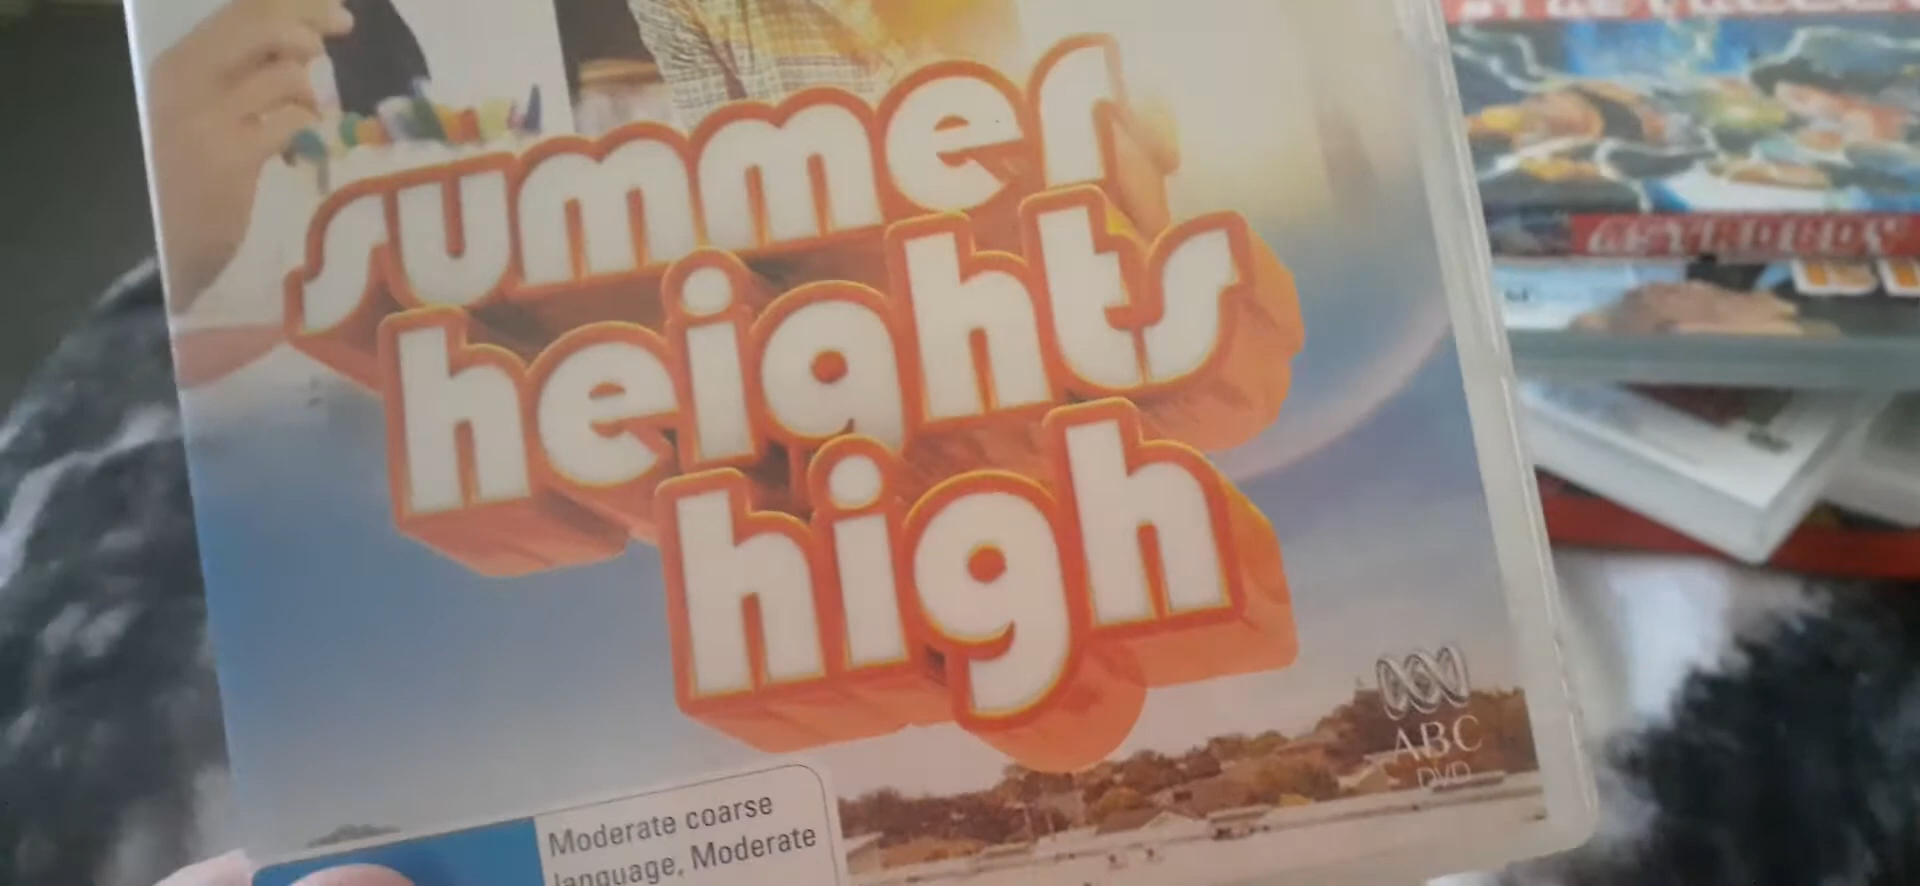 summer
heights
high
ABC
DVD
Moderate coarse
language, Moderate